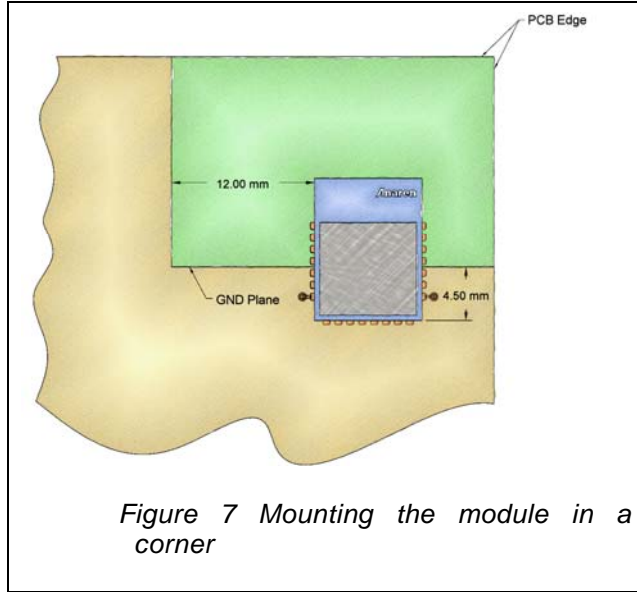 PCB Edge
12.00 mm
Anaren
GND Plane
4.50 mm
Figure 7 Mounting the module in a
corner